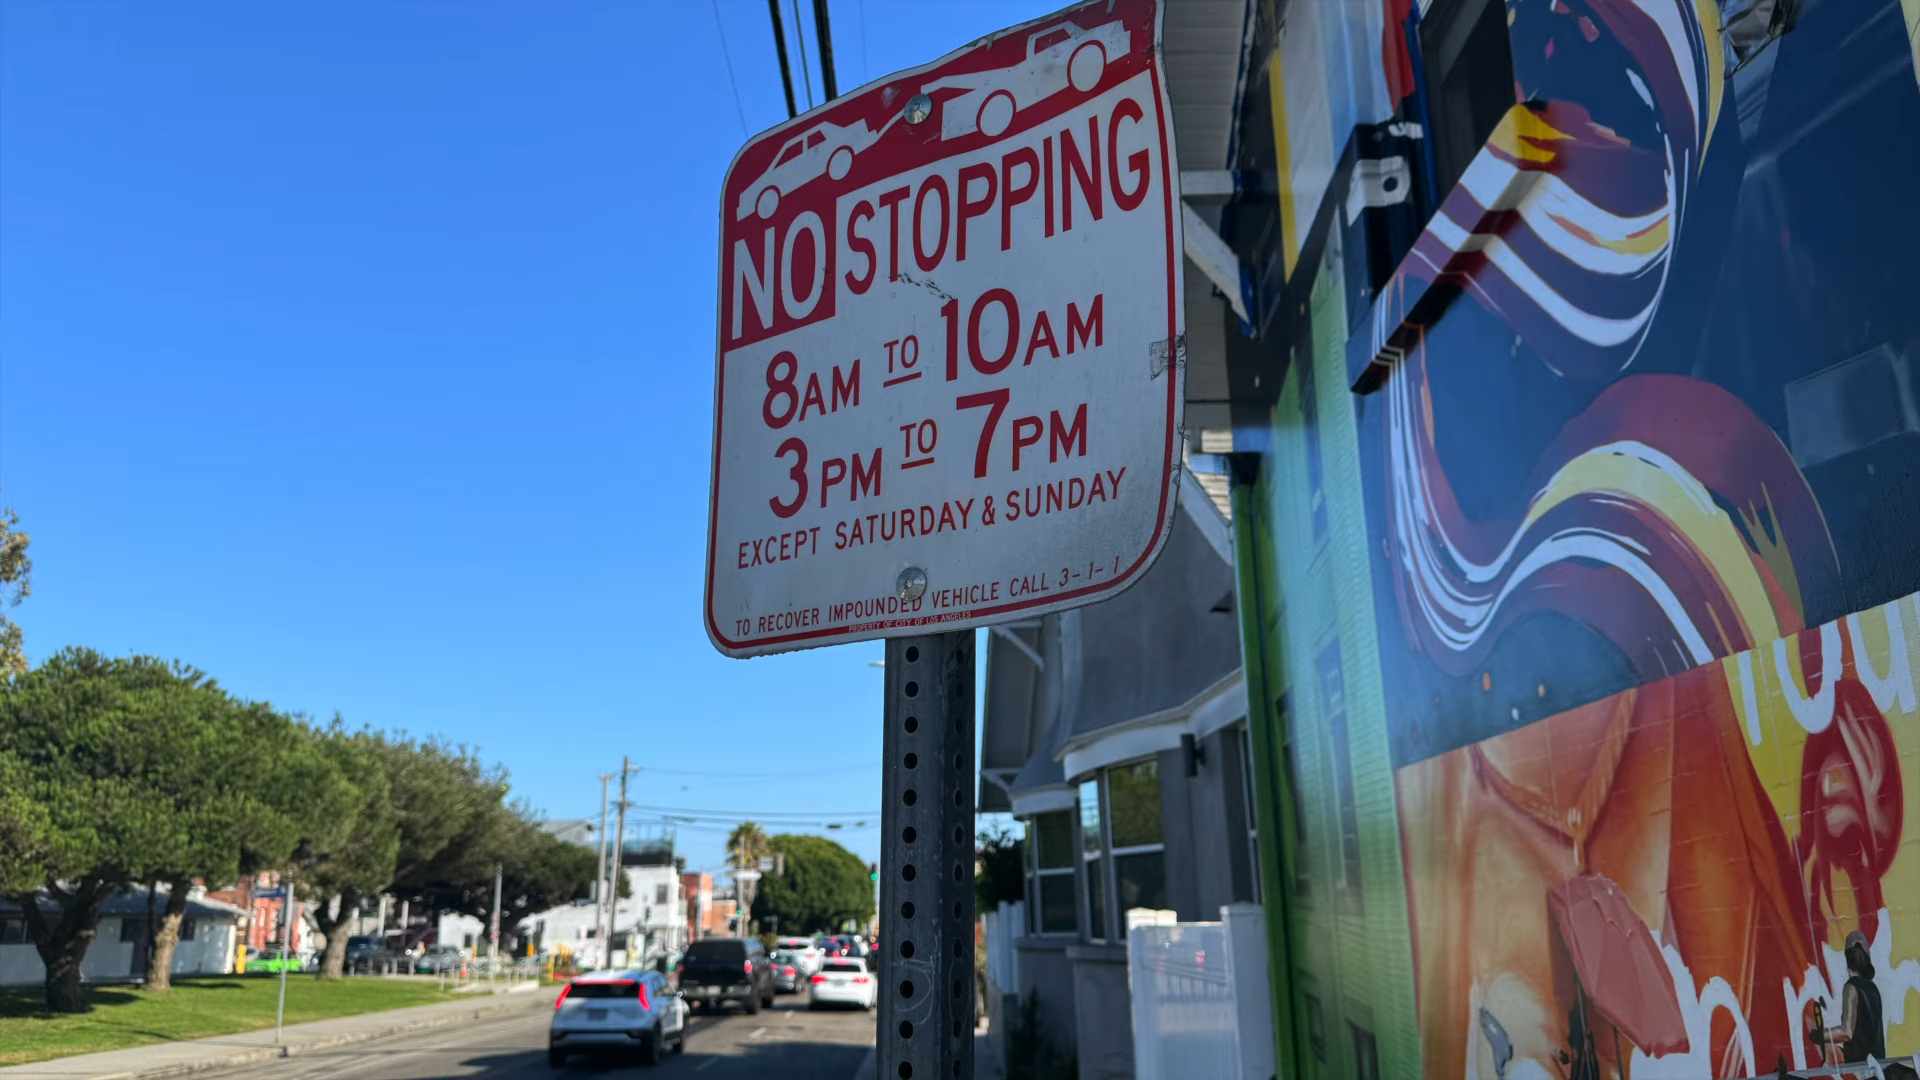 NO STOPPING
8AM TO 10AM
3PM TO 7PM
EXCEPT SATURDAY & SUNDAY
TO RECOVER IMPOUNDED VEHICLE CALL 3-1-1
PROPERTY OF CITY OF LOS ANGELES